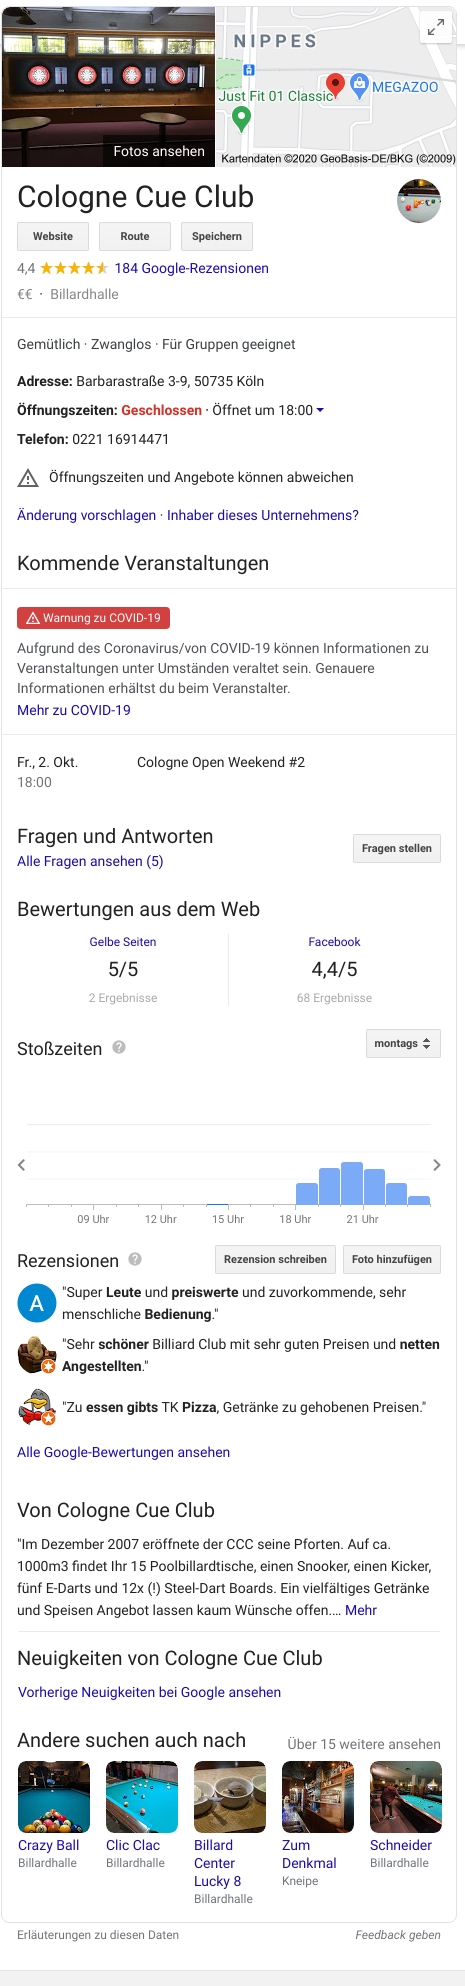 NIPPES
Just Fit 01 Classic
MEGAZOO
Fotos ansehen
Kartendaten ©2020 GeoBasis-DE/BKG (©2009)
Cologne Cue Club
Website Route Speichern
4,4 184 Google-Rezensionen
€€ · Billardhalle
Gemütlich · Zwanglos · Für Gruppen geeignet
Adresse: Barbarastraße 3-9, 50735 Köln
Öffnungszeiten: Geschlossen · Öffnet um 18:00
Telefon: 0221 16914471
Öffnungszeiten und Angebote können abweichen
Änderung vorschlagen · Inhaber dieses Unternehmens?
Kommende Veranstaltungen
Warnung zu COVID-19
Aufgrund des Coronavirus/von COVID-19 können Informationen zu
Veranstaltungen unter Umständen veraltet sein. Genauere
Informationen erhältst du beim Veranstalter.
Mehr zu COVID-19
Fr., 2. Okt. Cologne Open Weekend #2
18:00
Fragen und Antworten
Alle Fragen ansehen (5)
Fragen stellen
Bewertungen aus dem Web
Gelbe Seiten Facebook
5/5 4,4/5
2 Ergebnisse 68 Ergebnisse
Stoßzeiten ? montags
09 Uhr 12 Uhr 15 Uhr 18 Uhr 21 Uhr
Rezensionen ? Rezension schreiben Foto hinzufügen
A
"Super Leute und preiswerte und zuvorkommende, sehr
menschliche Bedienung."
"Sehr schöner Billiard Club mit sehr guten Preisen und netten
Angestellten."
"Zu essen gibts TK Pizza, Getränke zu gehobenen Preisen."
Alle Google-Bewertungen ansehen
Von Cologne Cue Club
"Im Dezember 2007 eröffnete der CCC seine Pforten. Auf ca.
1000m3 findet Ihr 15 Poolbillardtische, einen Snooker, einen Kicker,
fünf E-Darts und 12x (!) Steel-Dart Boards. Ein vielfältiges Getränke
und Speisen Angebot lassen kaum Wünsche offen.… Mehr
Neuigkeiten von Cologne Cue Club
Vorherige Neuigkeiten bei Google ansehen
Andere suchen auch nach Über 15 weitere ansehen
Crazy Ball
Billardhalle
Clic Clac
Billardhalle
Billard
Center
Lucky 8
Billardhalle
Zum
Denkmal
Kneipe
Schneider
Billardhalle
Erläuterungen zu diesen Daten Feedback geben